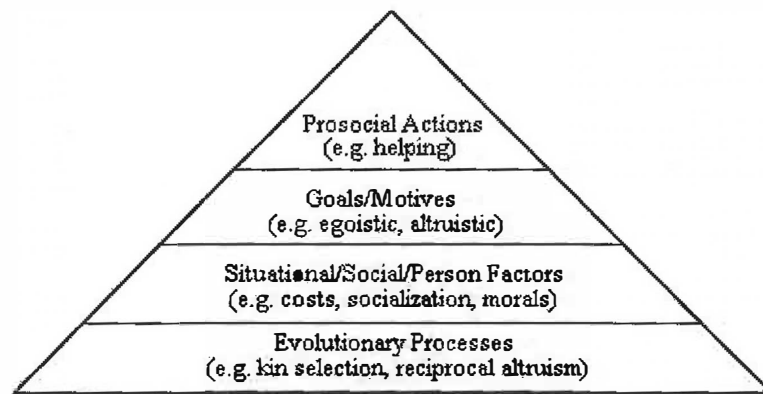 Prosocial Actions
(e.g. helping)
Goals/Motives
(e.g. egoistic, altruistic)
Situational/Social/Person Factors
(e.g. costs, socialization, morals)
Evolutionary Processes
(e.g. kin selection, reciprocal altruism)